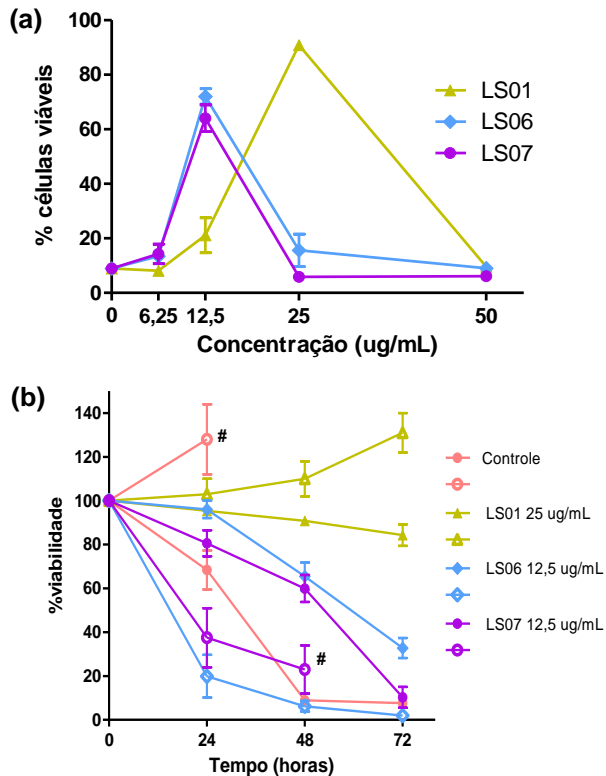 (a)
% células viáveis
100
80
60
40
20
0
0 6,25 12,5 25 50
Concentração (ug/mL)
LS01
LS06
LS07
(b)
%viabilidade
140
120
100
80
60
40
20
0
0 24 48 72
Tempo (horas)
#
#
Controle
LS01 25 ug/mL
LS06 12,5 ug/mL
LS07 12,5 ug/mL